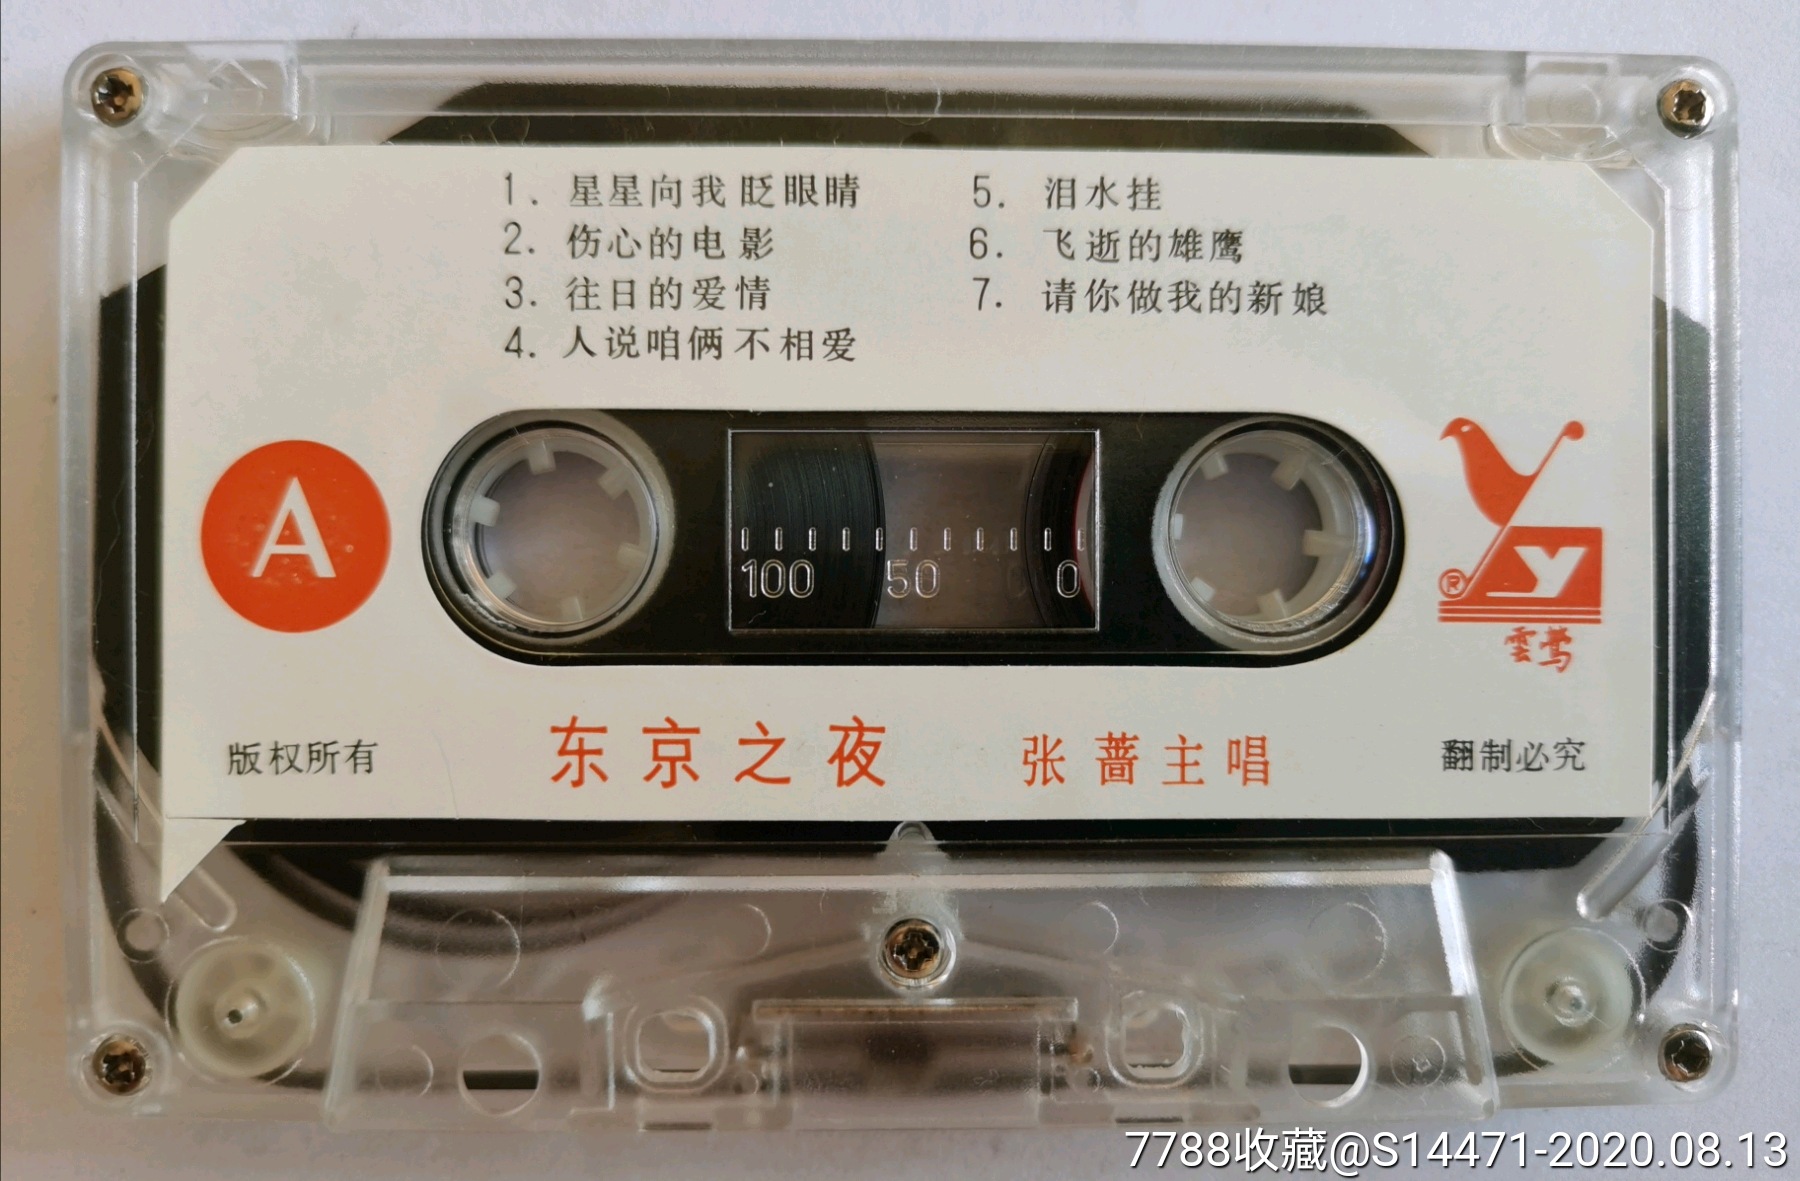 1. 星星向我眨眼睛
2. 伤心的电影
3. 往日的爱情
4. 人说咱俩不相爱
5. 泪水挂
6. 飞逝的雄鹰
7. 请你做我的新娘
A
100 50 0
y
®
雲莺
版权所有
东京之夜 张蔷主唱
翻制必究
7788收藏@S14471-2020.08.13